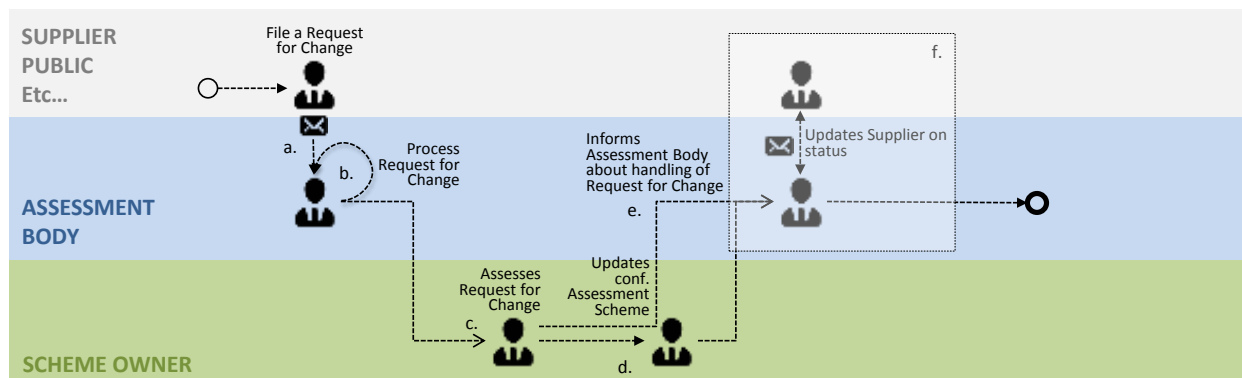 SUPPLIER
PUBLIC
Etc...
File a Request
for Change
f.
a.
b.
Process
Request for
Change
Informs
Assessment Body
about handling of
Request for Change
e.
Updates Supplier on
status
ASSESSMENT
BODY
Assesses
Request for
Change
c.
Updates
conf.
Assessment
Scheme
d.
SCHEME OWNER